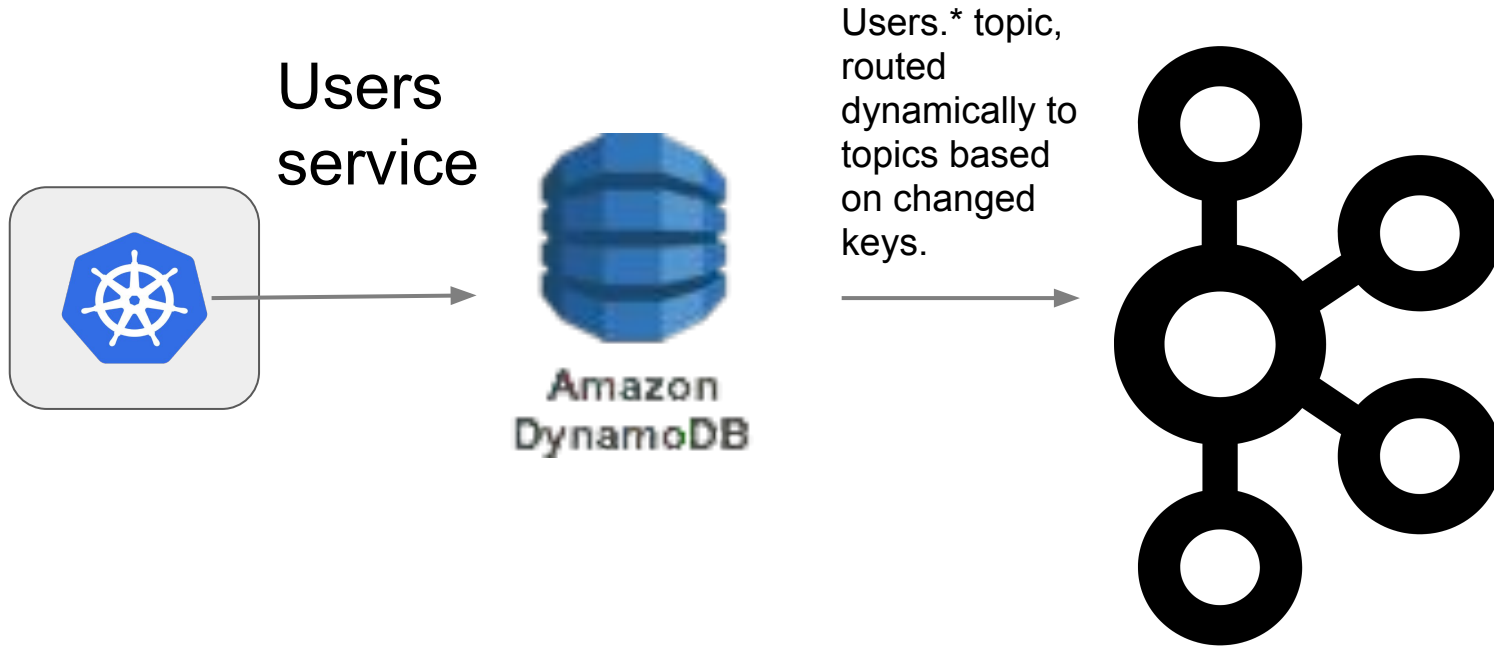 Users
service
Amazon
DynamoDB
Users.* topic,
routed
dynamically to
topics based
on changed
keys.